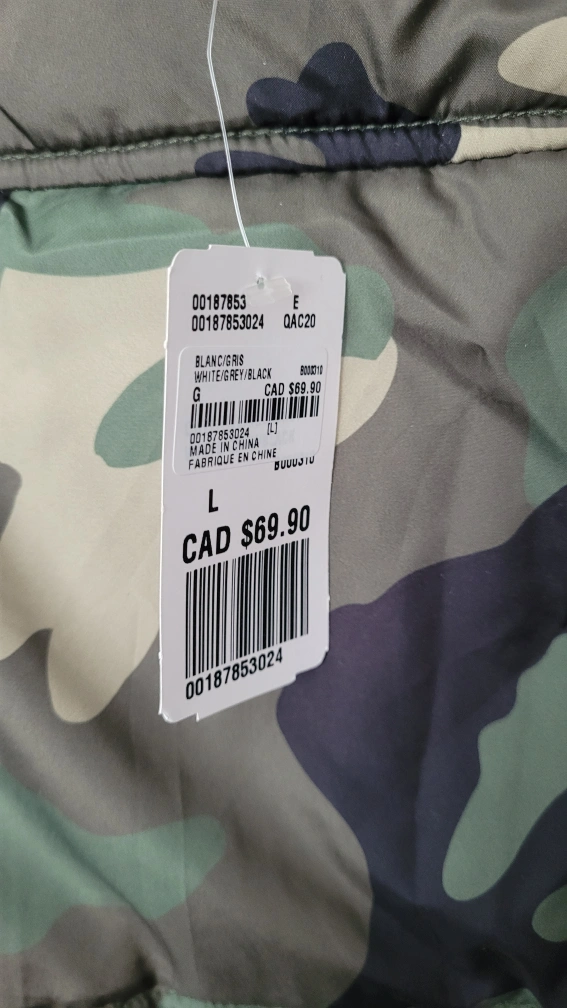 00187853 E
00187853024 QAC20
BLANC/GRIS
WHITE/GREY/BLACK B000310
G CAD $69.90
00187853024 [L]
MADE IN CHINA
FABRIQUE EN CHINE
B000310
L
CAD $69.90
00187853024